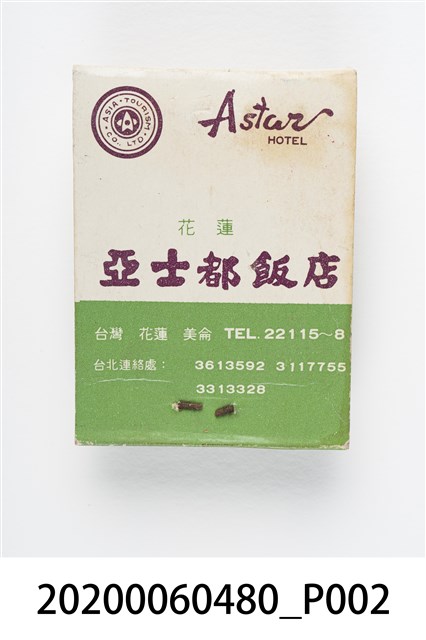 ASIA·TOURISM
·CO., LTD·
A
Astar
HOTEL
花蓮
亞士都飯店
台灣 花蓮 美侖 TEL. 22115~8
台北連絡處： 3613592 3117755
3313328
20200060480_P002